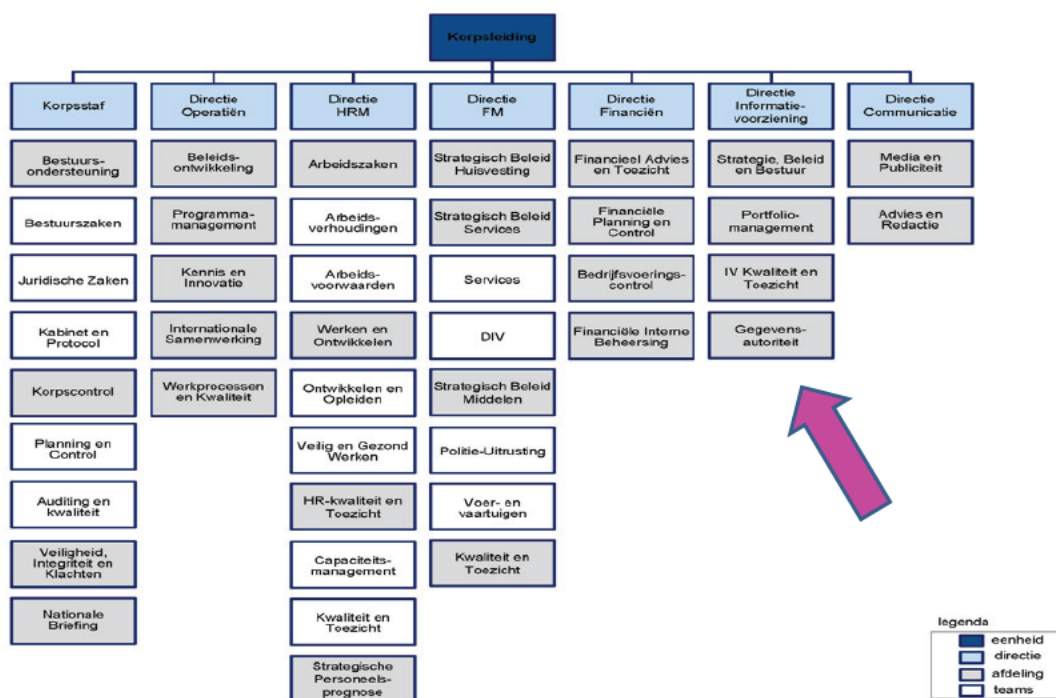 Korpsleiding
Korpsstaf
Bestuurs-
ondersteuning
Bestuurszaken
Juridische Zaken
Kabinet en
Protocol
Korpscontrol
Planning en
Control
Auditing en
kwaliteit
Veiligheid,
Integriteit en
Klachten
Nationale
Briefing
Directie
Operatiën
Beleids-
ontwikkeling
Programma-
management
Kennis en
Innovatie
Internationale
Samenwerking
Werkprocessen
en Kwaliteit
Directie
HRM
Arbeidszaken
Arbeids-
verhoudingen
Arbeids-
voorwaarden
Werken en
Ontwikkelen
Ontwikkelen en
Opleiden
Veilig en Gezond
Werken
HR-kwaliteit en
Toezicht
Capaciteits-
management
Kwaliteit en
Toezicht
Strategische
Personeels-
prognose
Directie
FM
Strategisch Beleid
Huisvesting
Strategisch Beleid
Services
Services
DIV
Strategisch Beleid
Middelen
Politie-Uitrusting
Voer- en
vaartuigen
Kwaliteit en
Toezicht
Directie
Financiën
Financieel Advies
en Toezicht
Financiële
Planning en
Control
Bedrijfsvoerings-
control
Financiële Interne
Beheersing
Directie
Informatie-
voorziening
Strategie, Beleid
en Bestuur
Portfolio-
management
IV Kwaliteit en
Toezicht
Gegevens-
autoriteit
Directie
Communicatie
Media en
Publiciteit
Advies en
Redactie
legenda
eenheid
directie
afdeling
teams